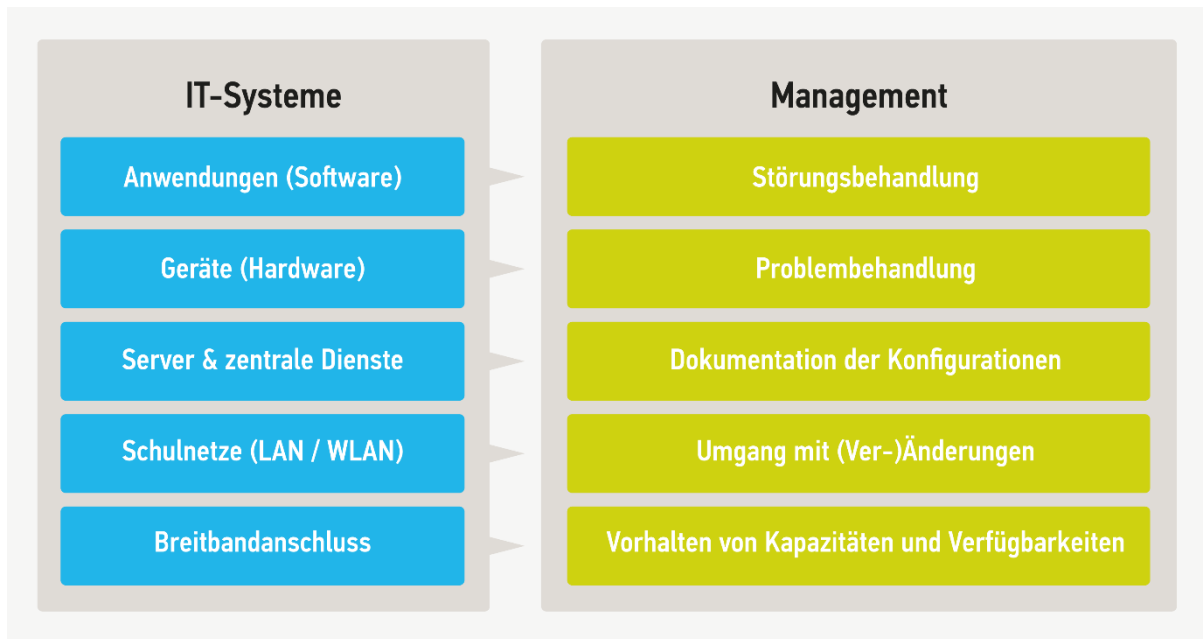 IT-Systeme
Anwendungen (Software)
Geräte (Hardware)
Server & zentrale Dienste
Schulnetze (LAN / WLAN)
Breitbandanschluss
Management
Störungsbehandlung
Problembehandlung
Dokumentation der Konfigurationen
Umgang mit (Ver-)Änderungen
Vorhalten von Kapazitäten und Verfügbarkeiten